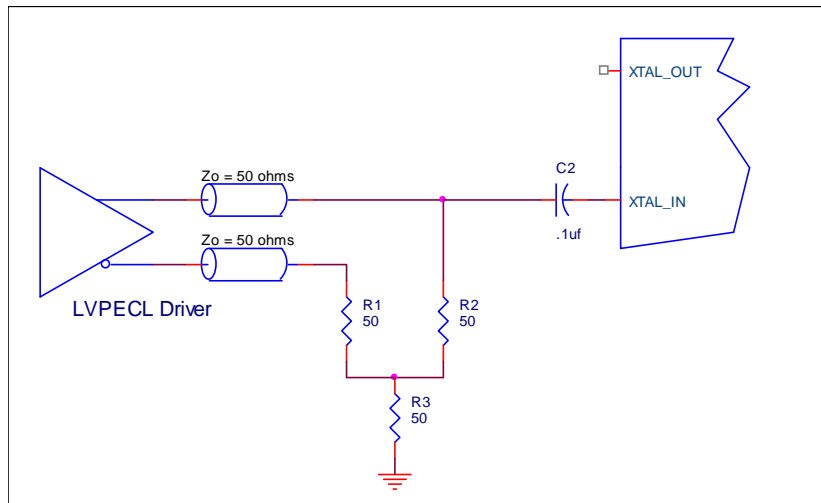 XTAL_OUT
Zo = 50 ohms
C2
XTAL_IN
.1uf
Zo = 50 ohms
LVPECL Driver
R1
50
R2
50
R3
50